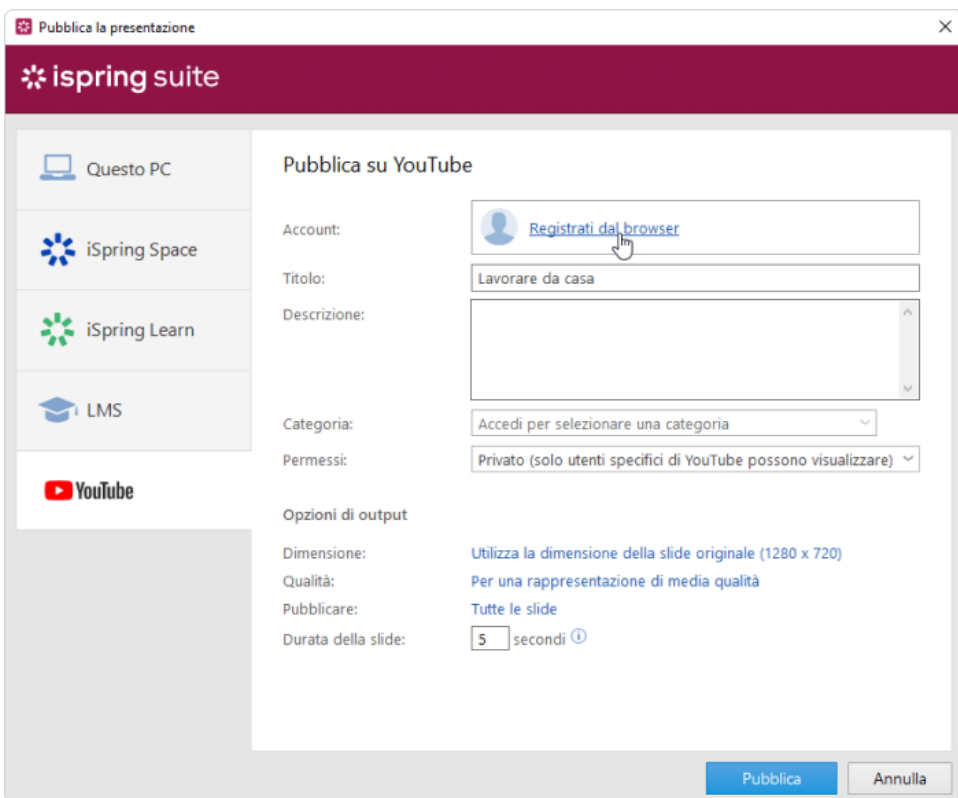 Pubblica la presentazione
ispring suite
Questo PC
iSpring Space
iSpring Learn
LMS
YouTube
Pubblica su YouTube
Account:
Registrati dal browser
Titolo:
Lavorare da casa
Descrizione:
Categoria:
Accedi per selezionare una categoria
Permessi:
Privato (solo utenti specifici di YouTube possono visualizzare)
Opzioni di output
Dimensione:
Utilizza la dimensione della slide originale (1280 x 720)
Qualità:
Per una rappresentazione di media qualità
Pubblicare:
Tutte le slide
Durata della slide:
5 secondi
Pubblica
Annulla